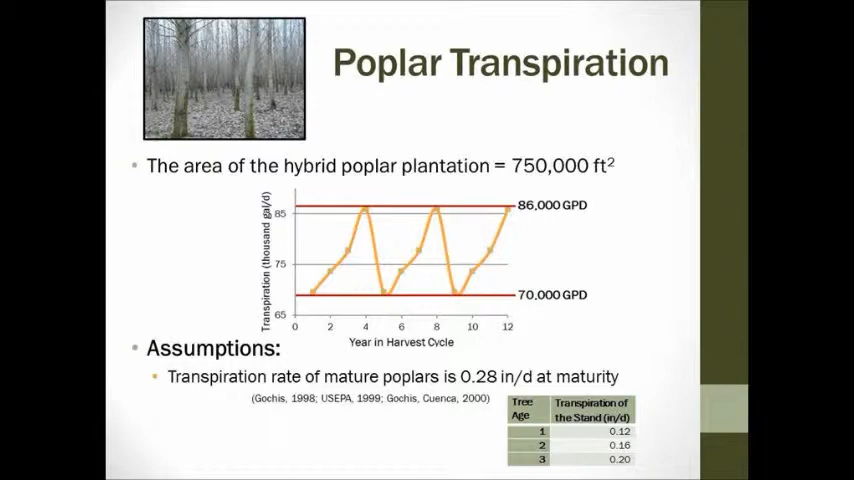 Poplar Transpiration
• The area of the hybrid poplar plantation = 750,000 ft²
Transpiration (thousand gal/d)
85
75
65
86,000 GPD
70,000 GPD
0 2 4 6 8 10 12
Year in Harvest Cycle
• Assumptions:
• Transpiration rate of mature poplars is 0.28 in/d at maturity
(Gochis, 1998; USEPA, 1999; Gochis, Cuenca, 2000)
Tree Age Transpiration of the Stand (in/d)
1 0.12
2 0.16
3 0.20